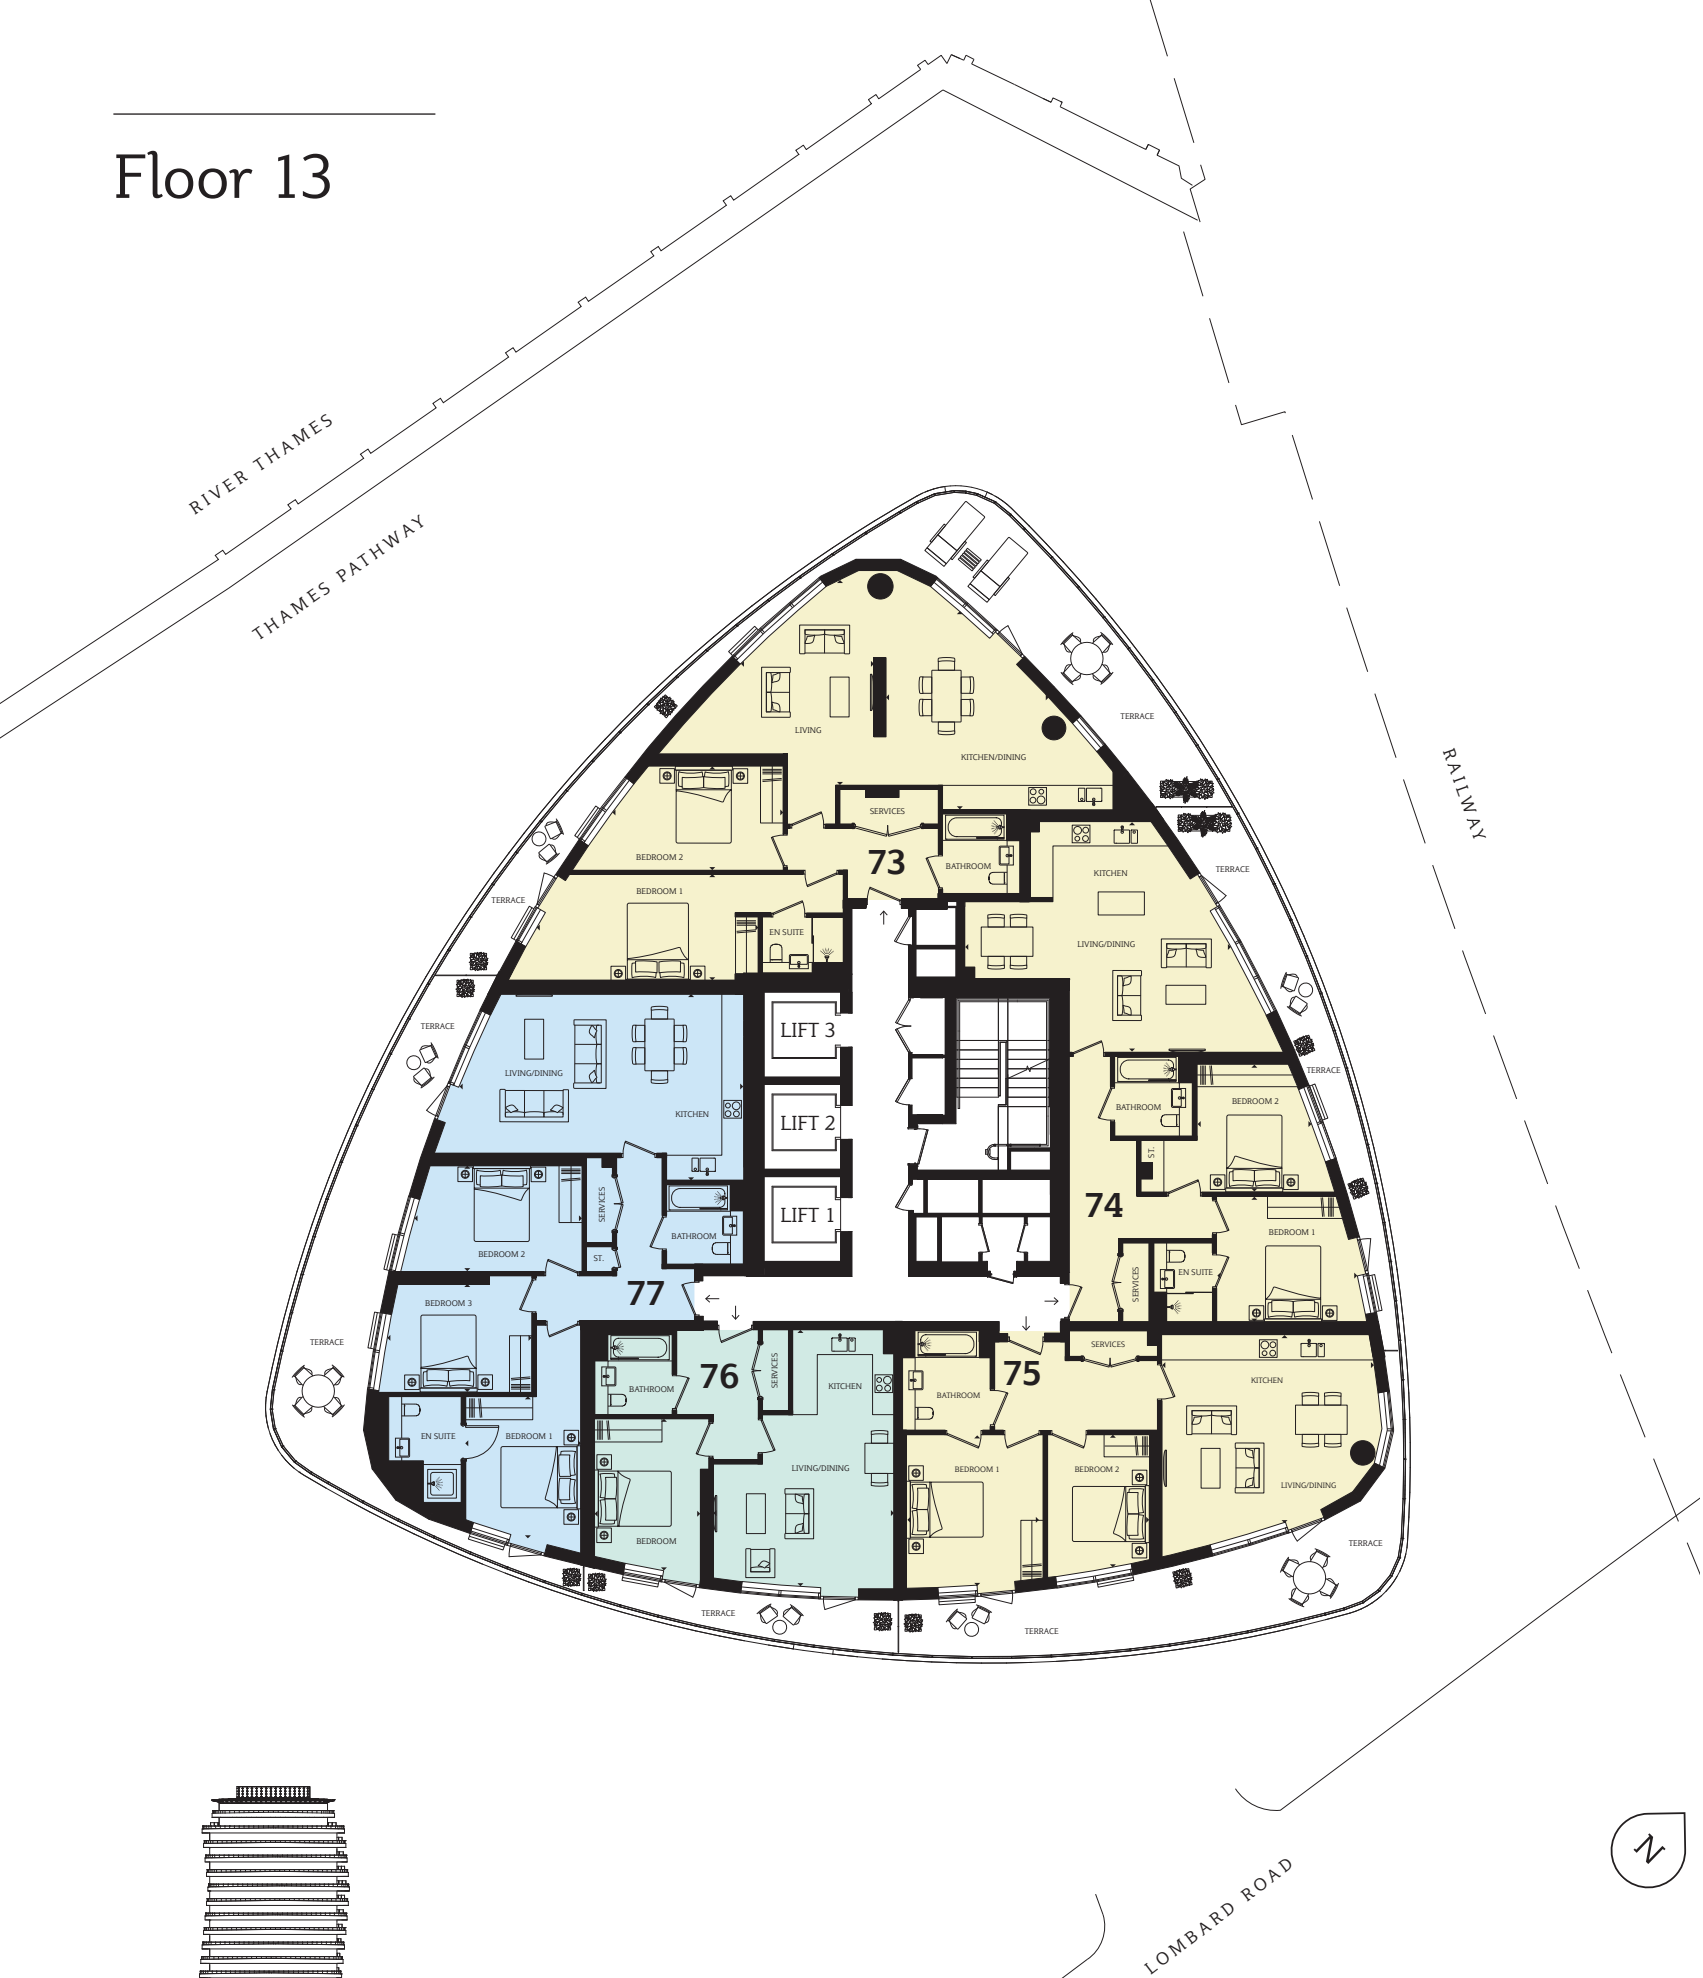 Floor 13
RIVER THAMES
THAMES PATHWAY
RAILWAY
TERRACE
LIVING
KITCHEN/DINING
SERVICES
73
BEDROOM 2
BATHROOM
BEDROOM 1
EN SUITE
TERRACE
TERRACE
KITCHEN
LIVING/DINING
TERRACE
LIFT 3
LIFT 2
LIFT 1
TERRACE
LIVING/DINING
KITCHEN
BATHROOM
BEDROOM 2
ST.
74
BEDROOM 1
EN SUITE
SERVICES
SERVICES
BATHROOM
BEDROOM 2
ST.
77
BEDROOM 3
TERRACE
EN SUITE
BEDROOM 1
76
SERVICES
BATHROOM
KITCHEN
LIVING/DINING
BEDROOM
TERRACE
75
SERVICES
BATHROOM
KITCHEN
BEDROOM 1
BEDROOM 2
LIVING/DINING
TERRACE
TERRACE
LOMBARD ROAD
N